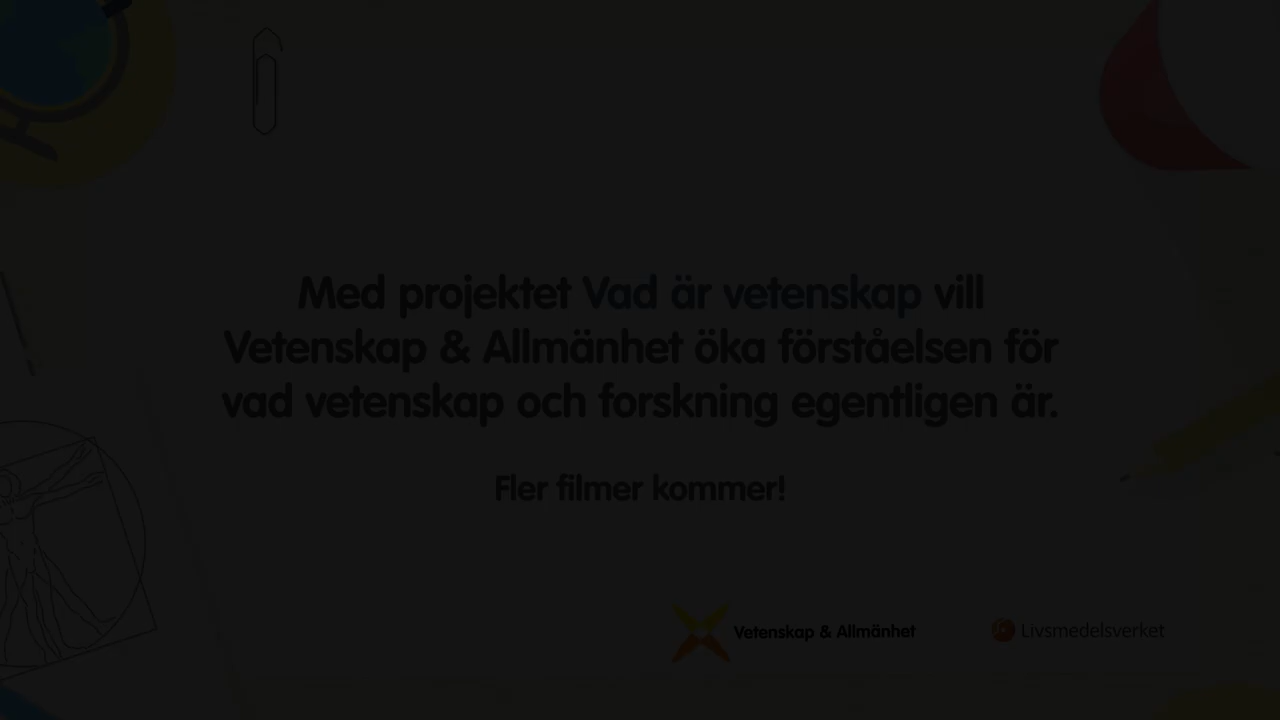 Med projektet Vad är vetenskap vill
Vetenskap & Allmänhet öka förståelsen för
vad vetenskap och forskning egentligen är.
Fler filmer kommer!
Vetenskap & Allmänhet
Livsmedelsverket